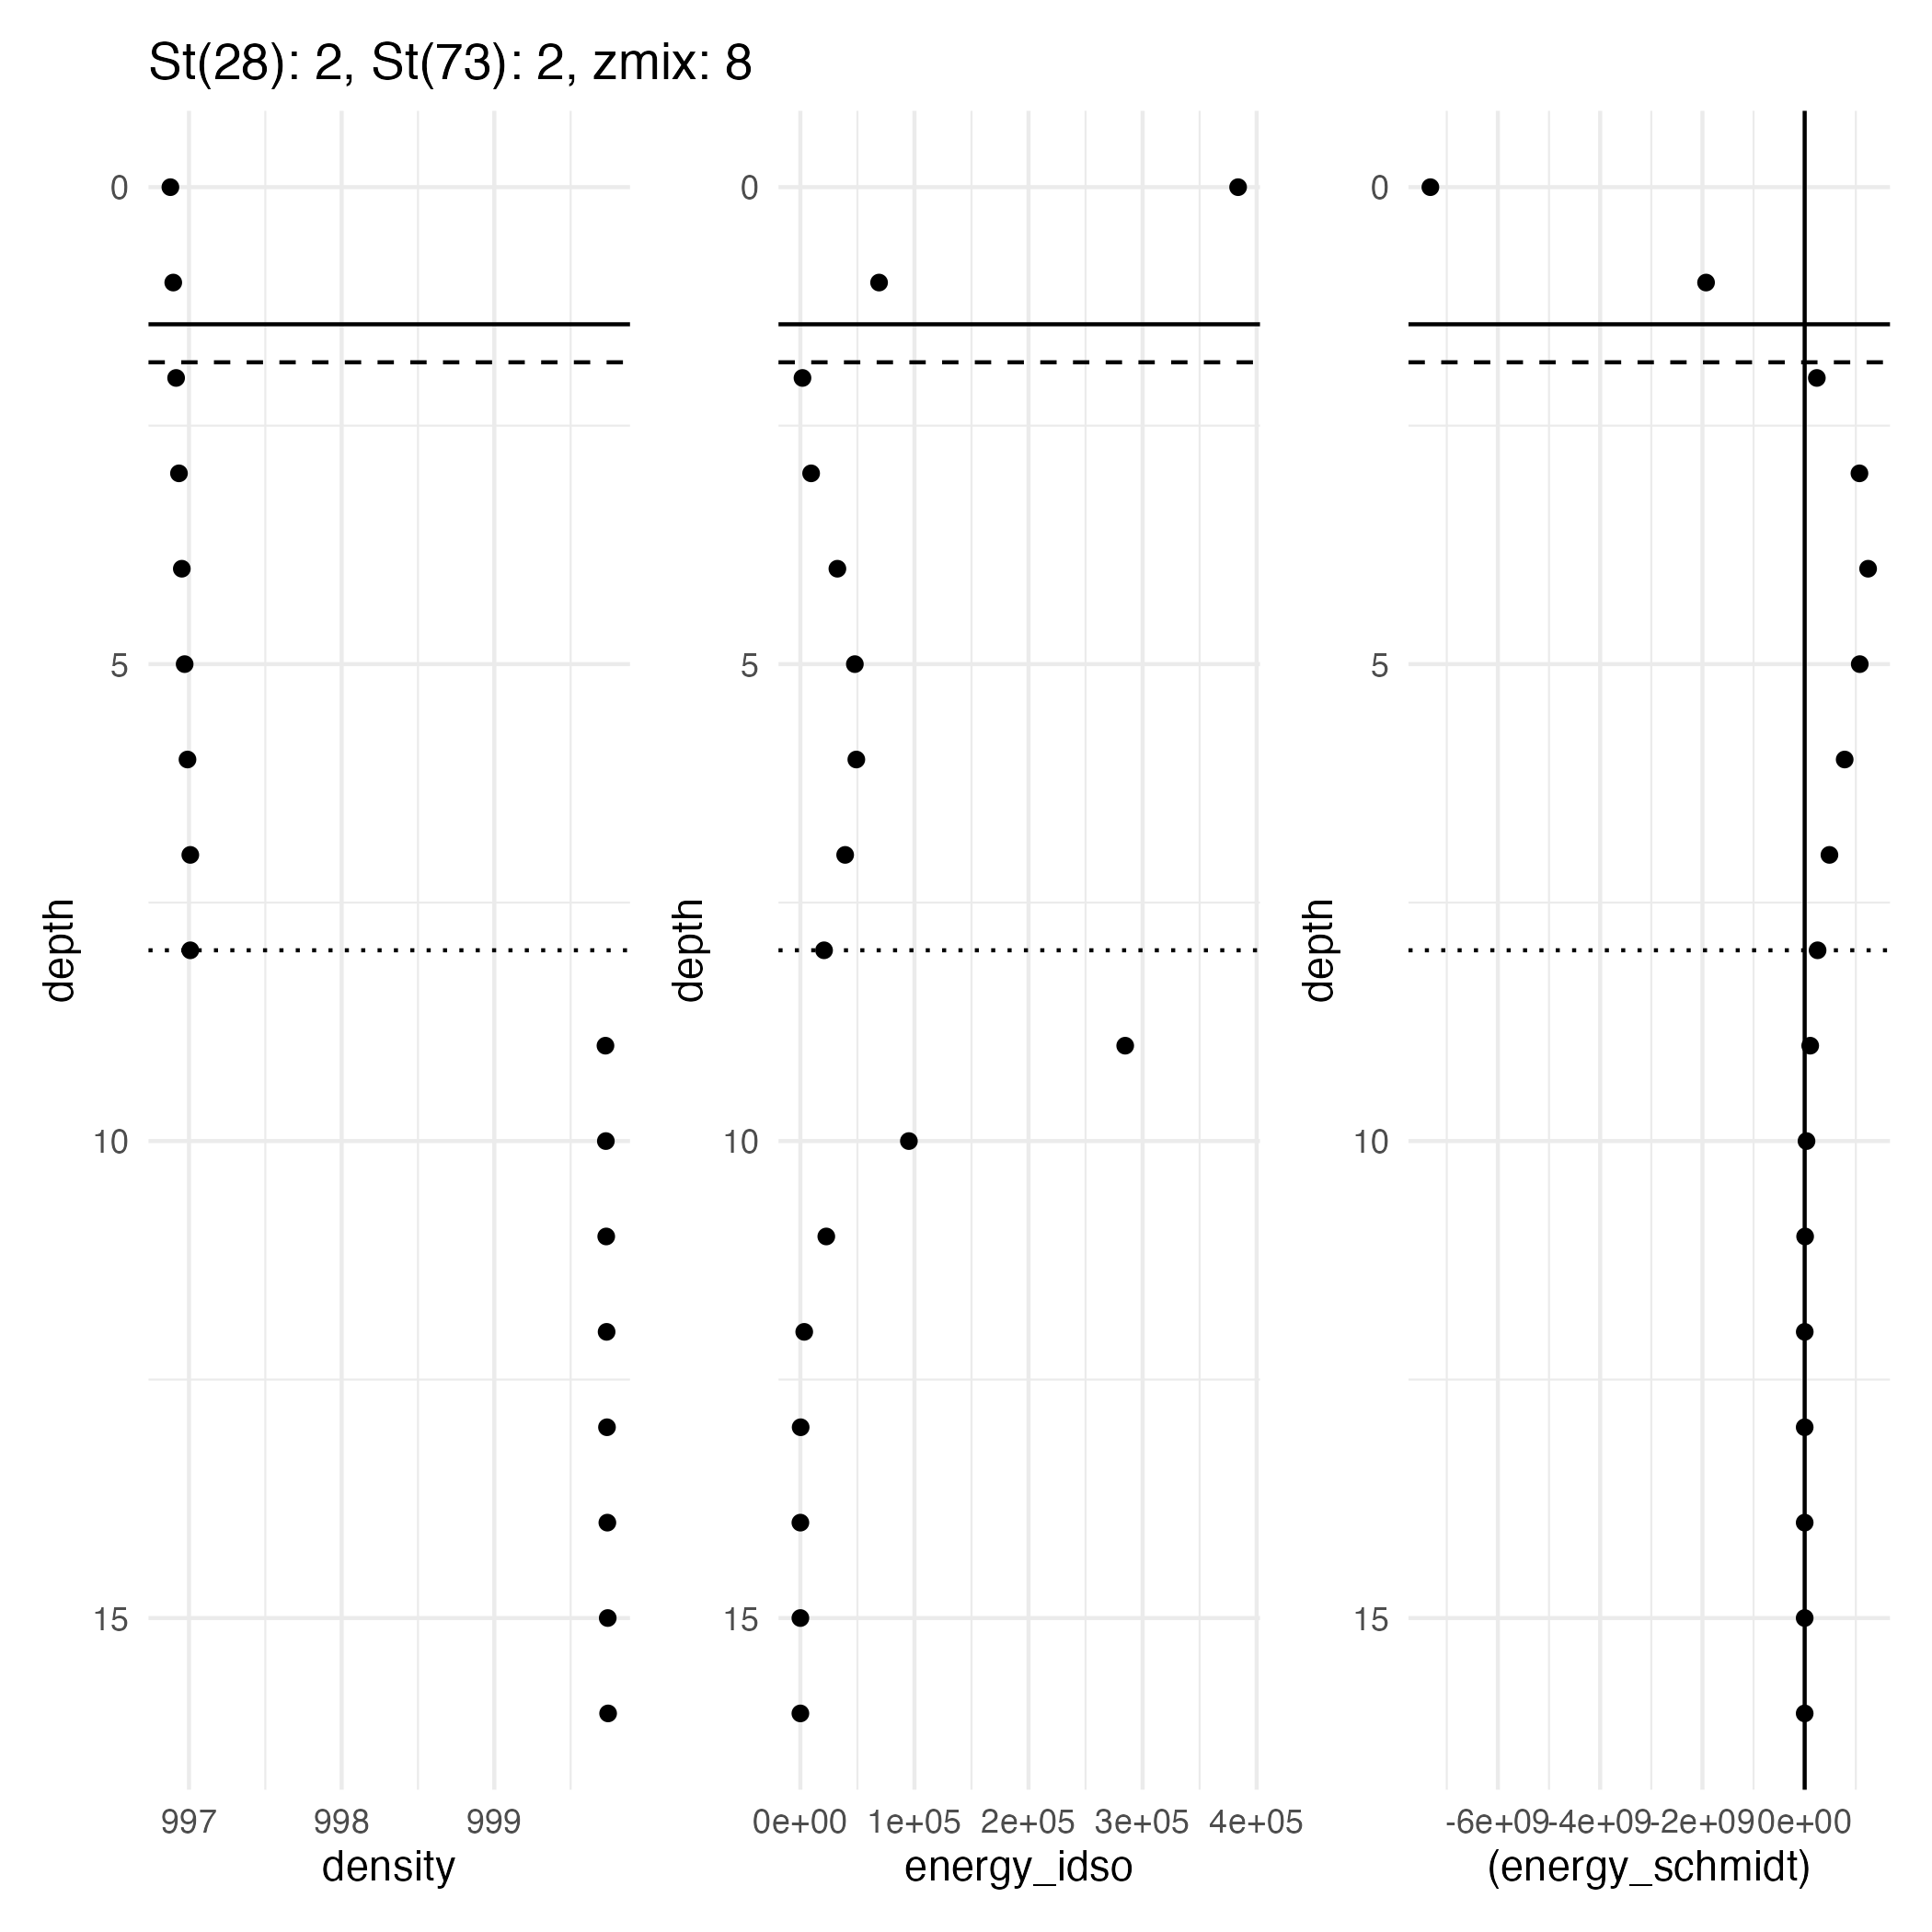 St(28): 2, St(73): 2, zmix: 8
depth
0
5
10
15
997
998
999
density
depth
0
5
10
15
0e+00
1e+05
2e+05
3e+05
4e+05
energy_idso
depth
0
5
10
15
-6e+09
-4e+09
-2e+09
0e+00
(energy_schmidt)